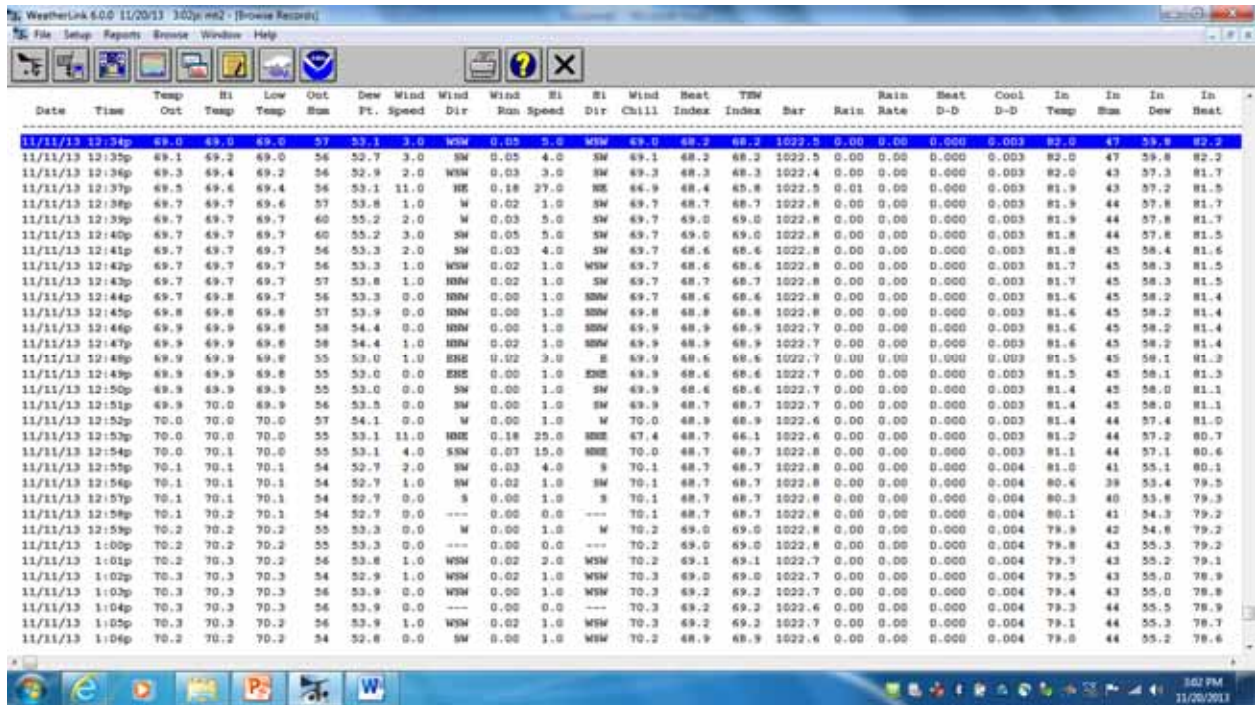 WeatherLink 6.0.0 11/20/13 3:02p mt2 - [Browse Records]
File Setup Reports Browse Window Help
Temp Hi Low Out Dew Wind Wind Wind Hi Hi Wind Heat THW Rain Heat Cool In In In In
Date Time Out Temp Temp Hum Pt. Speed Dir Run Speed Dir Chill Index Index Bar Rain Rate D-D D-D Temp Hum Dew Heat
11/11/13 12:34p 69.0 69.0 69.0 57 53.1 3.0 WSW 0.05 5.0 WSW 69.0 68.2 68.2 1022.5 0.00 0.00 0.000 0.003 82.0 47 59.8 82.2
11/11/13 12:35p 69.1 69.2 69.0 56 52.7 3.0 SW 0.05 4.0 SW 69.1 68.2 68.2 1022.5 0.00 0.00 0.000 0.003 82.0 47 59.8 82.2
11/11/13 12:36p 69.3 69.4 69.2 56 52.9 2.0 WSW 0.03 3.0 SW 69.3 68.3 68.3 1022.4 0.00 0.00 0.000 0.003 82.0 43 57.3 81.7
11/11/13 12:37p 69.5 69.6 69.4 56 53.1 11.0 NE 0.18 27.0 NE 66.9 68.4 65.8 1022.5 0.01 0.00 0.000 0.003 81.9 43 57.2 81.5
11/11/13 12:38p 69.7 69.7 69.6 57 53.8 1.0 W 0.02 1.0 SW 69.7 68.7 68.7 1022.8 0.00 0.00 0.000 0.003 81.9 44 57.8 81.7
11/11/13 12:39p 69.7 69.7 69.7 60 55.2 2.0 W 0.03 5.0 SW 69.7 69.0 69.0 1022.8 0.00 0.00 0.000 0.003 81.9 44 57.8 81.7
11/11/13 12:40p 69.7 69.7 69.7 60 55.2 3.0 SW 0.05 5.0 SW 69.7 69.0 69.0 1022.8 0.00 0.00 0.000 0.003 81.8 44 57.8 81.5
11/11/13 12:41p 69.7 69.7 69.7 56 53.3 2.0 SW 0.03 4.0 SW 69.7 68.6 68.6 1022.8 0.00 0.00 0.000 0.003 81.8 45 58.4 81.6
11/11/13 12:42p 69.7 69.7 69.7 56 53.3 1.0 WSW 0.02 1.0 WSW 69.7 68.6 68.6 1022.8 0.00 0.00 0.000 0.003 81.7 45 58.3 81.5
11/11/13 12:43p 69.7 69.7 69.7 57 53.8 1.0 NNW 0.02 1.0 SW 69.7 68.7 68.7 1022.8 0.00 0.00 0.000 0.003 81.7 45 58.3 81.5
11/11/13 12:44p 69.7 69.8 69.7 56 53.3 0.0 NNW 0.00 1.0 NNW 69.7 68.6 68.6 1022.8 0.00 0.00 0.000 0.003 81.6 45 58.2 81.4
11/11/13 12:45p 69.8 69.8 69.8 57 53.9 0.0 NNW 0.00 1.0 NNW 69.8 68.8 68.8 1022.8 0.00 0.00 0.000 0.003 81.6 45 58.2 81.4
11/11/13 12:46p 69.9 69.9 69.8 58 54.4 0.0 NNW 0.00 1.0 NNW 69.9 68.9 68.9 1022.7 0.00 0.00 0.000 0.003 81.6 45 58.2 81.4
11/11/13 12:47p 69.9 69.9 69.8 58 54.4 1.0 NNW 0.02 1.0 NNW 69.9 68.9 68.9 1022.7 0.00 0.00 0.000 0.003 81.6 45 58.2 81.4
11/11/13 12:48p 69.9 69.9 69.8 55 53.0 1.0 ENE 0.02 3.0 E 69.9 68.6 68.6 1022.7 0.00 0.00 0.000 0.003 81.5 45 58.1 81.3
11/11/13 12:49p 69.9 69.9 69.9 55 53.0 0.0 ENE 0.00 1.0 ENE 69.9 68.6 68.6 1022.7 0.00 0.00 0.000 0.003 81.5 45 58.1 81.3
11/11/13 12:50p 69.9 69.9 69.9 55 53.0 0.0 SW 0.00 1.0 SW 69.9 68.6 68.6 1022.7 0.00 0.00 0.000 0.003 81.4 45 58.0 81.1
11/11/13 12:51p 69.9 70.0 69.9 56 53.5 0.0 SW 0.00 1.0 SW 69.9 68.7 68.7 1022.7 0.00 0.00 0.000 0.003 81.4 45 58.0 81.1
11/11/13 12:52p 70.0 70.0 70.0 57 54.1 0.0 W 0.00 1.0 W 70.0 68.9 68.9 1022.6 0.00 0.00 0.000 0.003 81.4 44 57.4 81.0
11/11/13 12:53p 70.0 70.0 70.0 55 53.1 11.0 NNE 0.18 25.0 NNE 67.4 68.7 66.1 1022.6 0.00 0.00 0.000 0.003 81.2 44 57.2 80.7
11/11/13 12:54p 70.0 70.1 70.0 55 53.1 4.0 SSW 0.07 15.0 NNE 70.0 68.7 68.7 1022.8 0.00 0.00 0.000 0.003 81.1 44 57.1 80.6
11/11/13 12:55p 70.1 70.1 70.1 54 52.7 2.0 SW 0.03 4.0 S 70.1 68.7 68.7 1022.8 0.00 0.00 0.000 0.004 81.0 41 55.1 80.1
11/11/13 12:56p 70.1 70.1 70.1 54 52.7 1.0 SW 0.02 1.0 SW 70.1 68.7 68.7 1022.8 0.00 0.00 0.000 0.004 80.6 39 53.4 79.5
11/11/13 12:57p 70.1 70.1 70.1 54 52.7 0.0 S 0.00 1.0 S 70.1 68.7 68.7 1022.8 0.00 0.00 0.000 0.004 80.3 40 53.8 79.3
11/11/13 12:58p 70.1 70.2 70.1 54 52.7 0.0 --- 0.00 0.0 --- 70.1 68.7 68.7 1022.8 0.00 0.00 0.000 0.004 80.1 41 54.3 79.2
11/11/13 12:59p 70.2 70.2 70.2 55 53.3 0.0 W 0.00 1.0 W 70.2 69.0 69.0 1022.8 0.00 0.00 0.000 0.004 79.9 42 54.8 79.2
11/11/13 1:00p 70.2 70.2 70.2 55 53.3 0.0 --- 0.00 0.0 --- 70.2 69.0 69.0 1022.8 0.00 0.00 0.000 0.004 79.8 43 55.3 79.2
11/11/13 1:01p 70.2 70.3 70.2 56 53.8 1.0 WSW 0.02 2.0 WSW 70.2 69.1 69.1 1022.7 0.00 0.00 0.000 0.004 79.7 43 55.2 79.1
11/11/13 1:02p 70.3 70.3 70.3 54 52.9 1.0 WSW 0.02 1.0 WSW 70.3 69.0 69.0 1022.7 0.00 0.00 0.000 0.004 79.5 43 55.0 78.9
11/11/13 1:03p 70.3 70.3 70.3 56 53.9 0.0 WSW 0.00 1.0 WSW 70.3 69.2 69.2 1022.7 0.00 0.00 0.000 0.004 79.4 43 55.0 78.8
11/11/13 1:04p 70.3 70.3 70.3 56 53.9 0.0 --- 0.00 0.0 --- 70.3 69.2 69.2 1022.6 0.00 0.00 0.000 0.004 79.3 44 55.5 78.9
11/11/13 1:05p 70.3 70.3 70.2 56 53.9 1.0 WSW 0.02 1.0 WSW 70.3 69.2 69.2 1022.7 0.00 0.00 0.000 0.004 79.1 44 55.3 78.7
11/11/13 1:06p 70.2 70.2 70.2 54 52.8 0.0 SW 0.00 1.0 WSW 70.2 68.9 68.9 1022.6 0.00 0.00 0.000 0.004 79.0 44 55.2 78.6
3:02 PM
11/20/2013